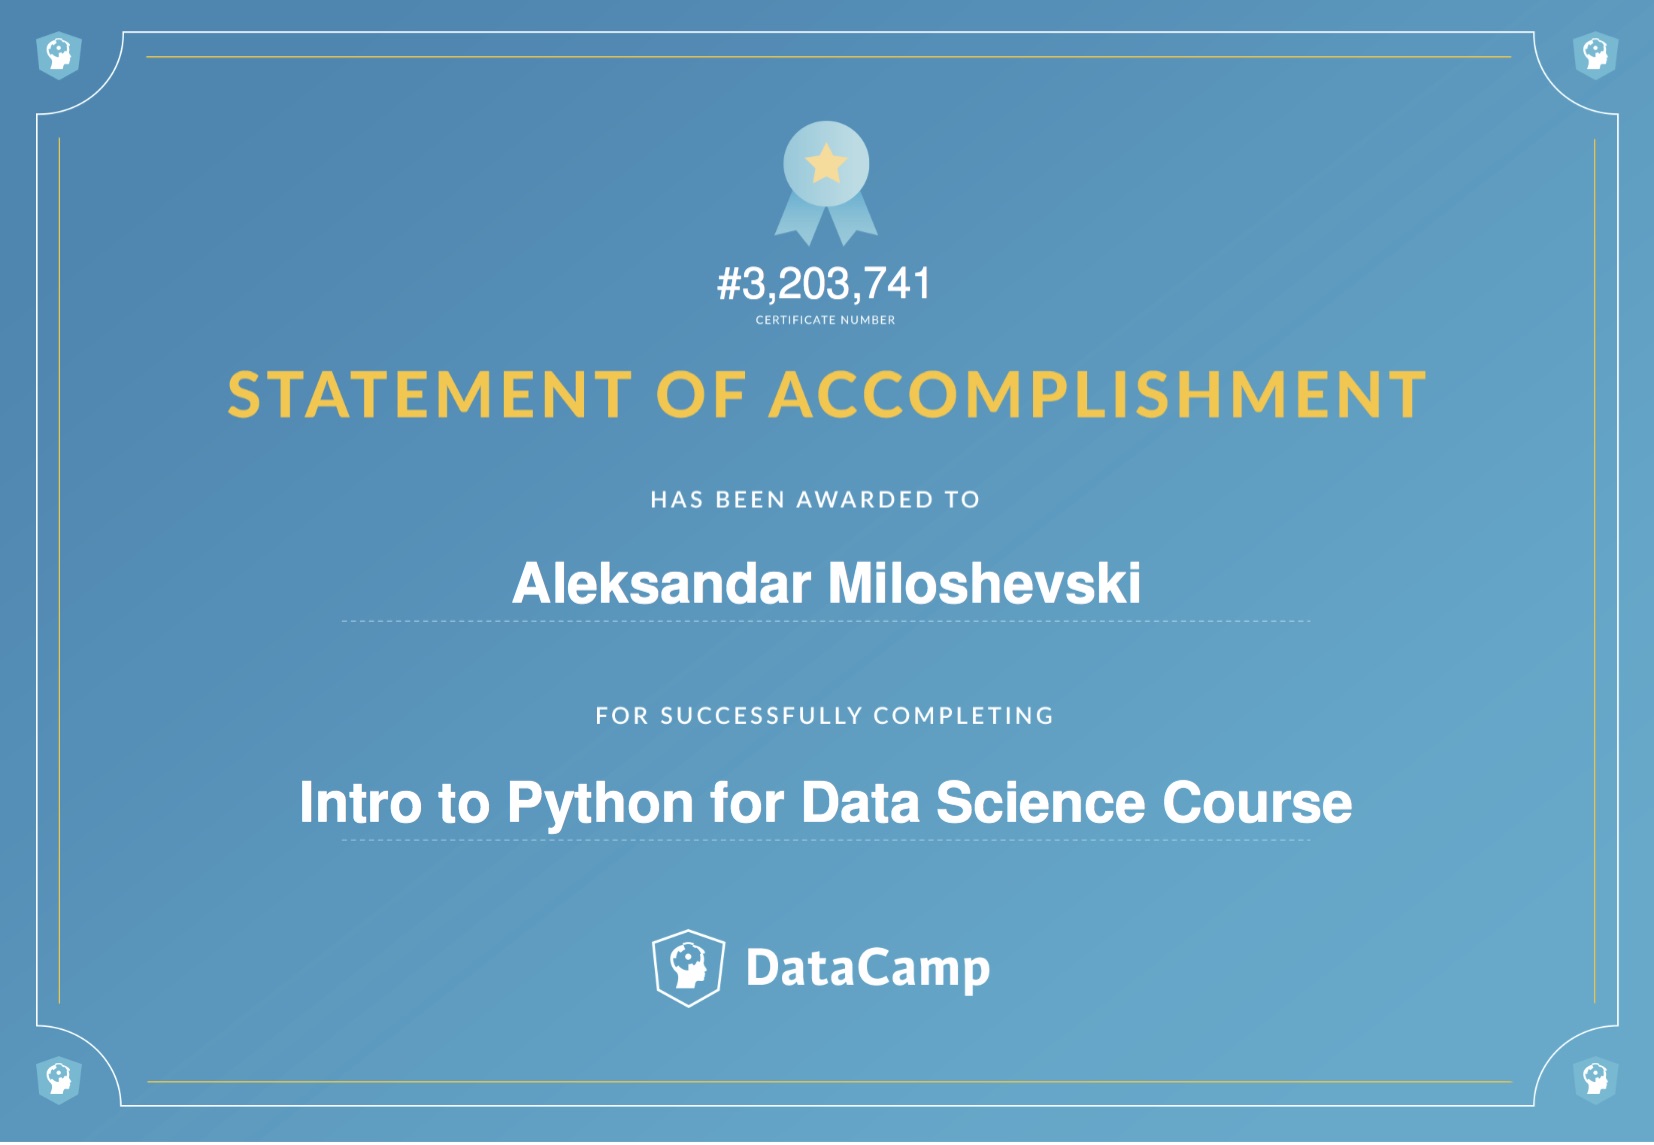 #3,203,741
CERTIFICATE NUMBER
STATEMENT OF ACCOMPLISHMENT
HAS BEEN AWARDED TO
Aleksandar Miloshevski
FOR SUCCESSFULLY COMPLETING
Intro to Python for Data Science Course
DataCamp